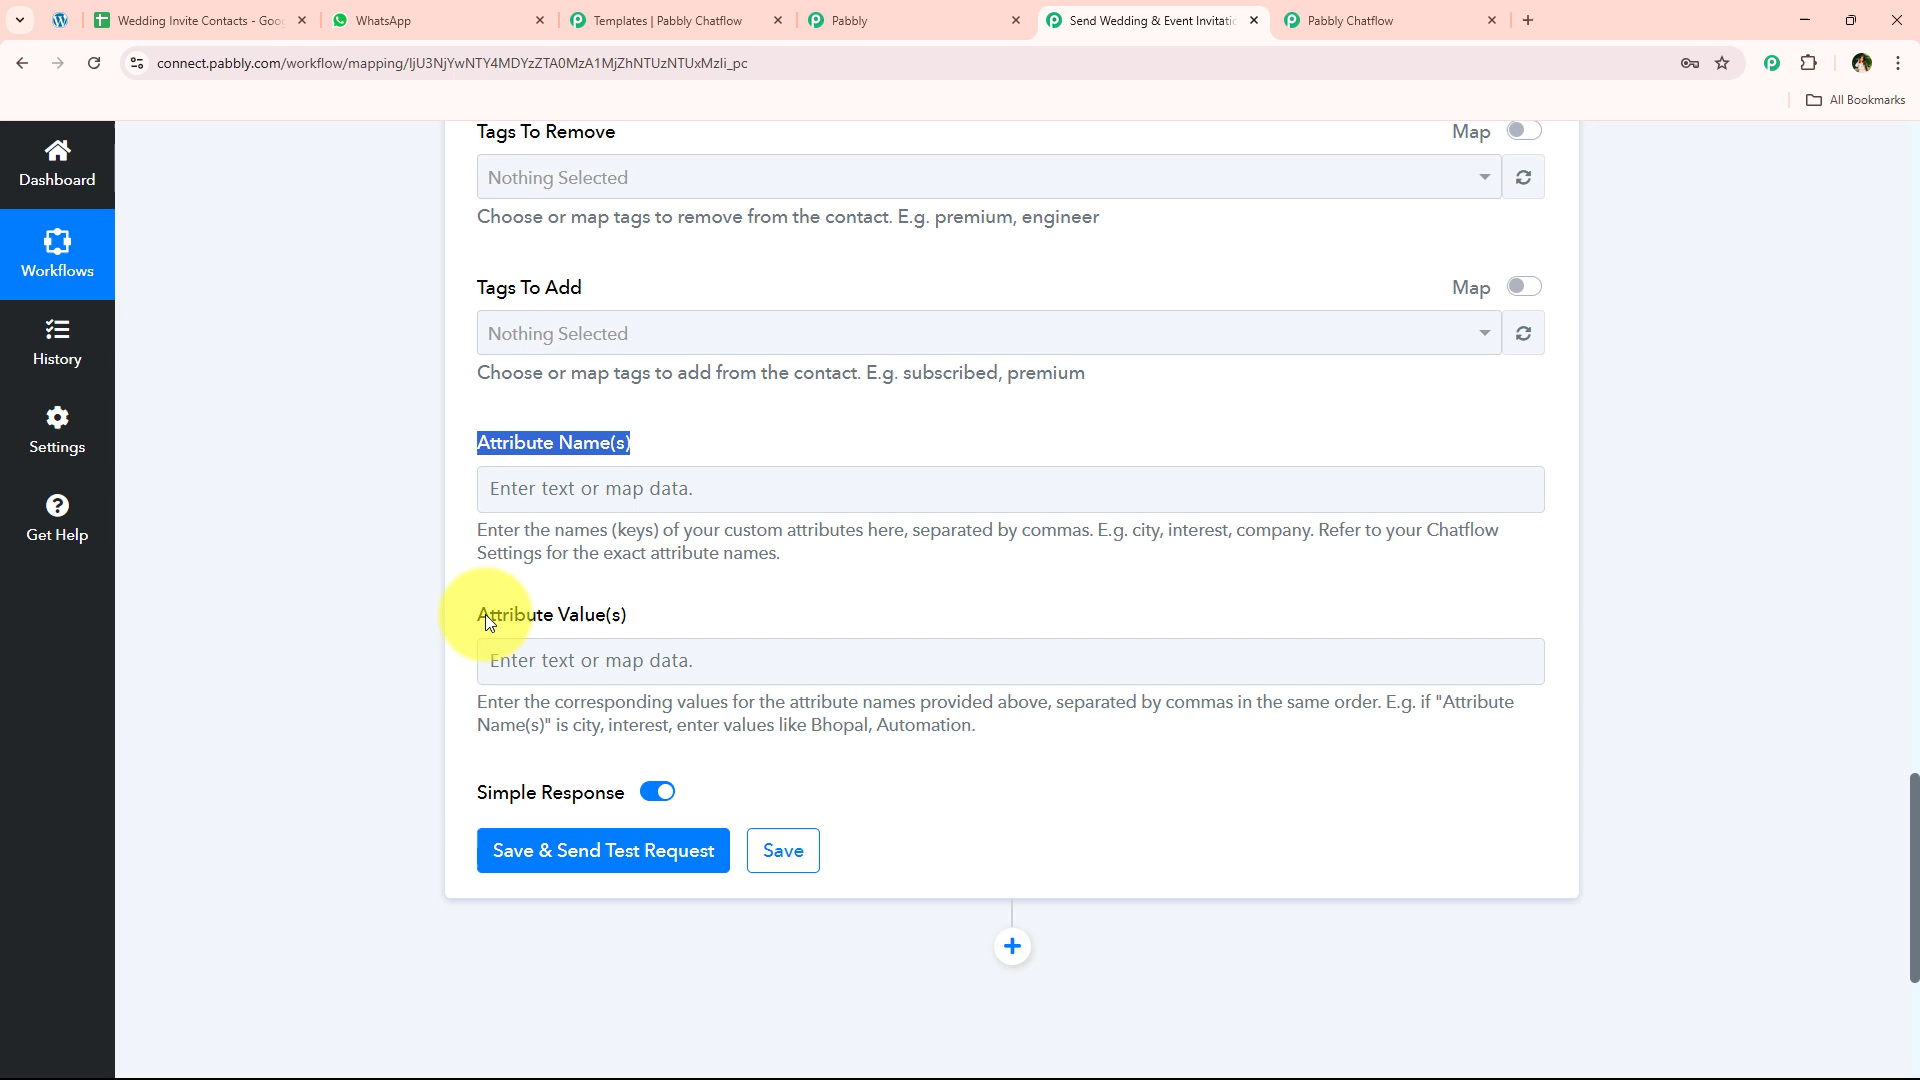 Wedding Invite Contacts - Goo
WhatsApp
Templates | Pabbly Chatflow
Pabbly
Send Wedding & Event Invitatic
Pabbly Chatflow
connect.pabbly.com/workflow/mapping/IjU3NjYwNTY4MDYzZTA0MzA1MjZhNTUzNTUxMzIi_pc
All Bookmarks
Dashboard
Workflows
History
Settings
Get Help
Tags To Remove
Map
Nothing Selected
Choose or map tags to remove from the contact. E.g. premium, engineer
Tags To Add
Map
Nothing Selected
Choose or map tags to add from the contact. E.g. subscribed, premium
Attribute Name(s)
Enter text or map data.
Enter the names (keys) of your custom attributes here, separated by commas. E.g. city, interest, company. Refer to your Chatflow
Settings for the exact attribute names.
Attribute Value(s)
Enter text or map data.
Enter the corresponding values for the attribute names provided above, separated by commas in the same order. E.g. if "Attribute
Name(s)" is city, interest, enter values like Bhopal, Automation.
Simple Response
Save & Send Test Request
Save